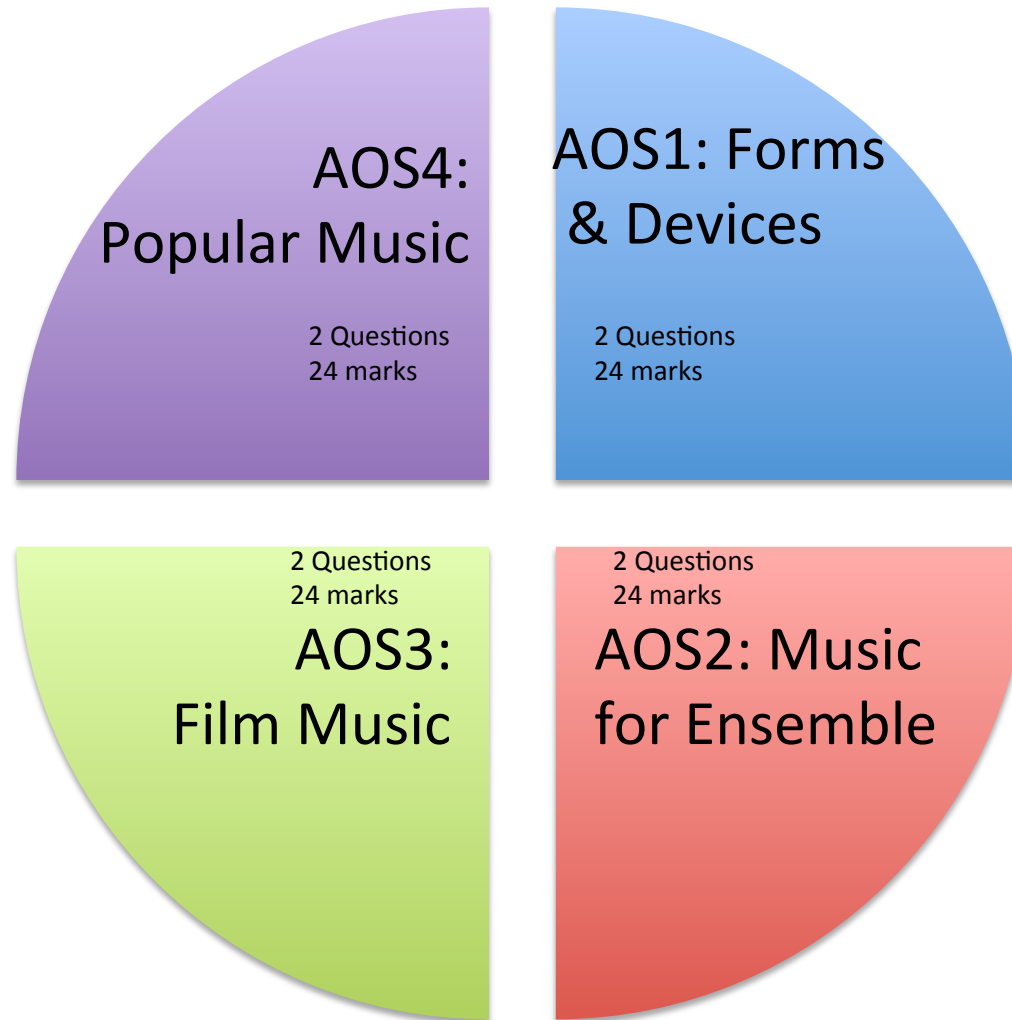 AOS4:
Popular Music
2 Questions
24 marks
AOS1: Forms
& Devices
2 Questions
24 marks
2 Questions
24 marks
AOS3:
Film Music
2 Questions
24 marks
AOS2: Music
for Ensemble